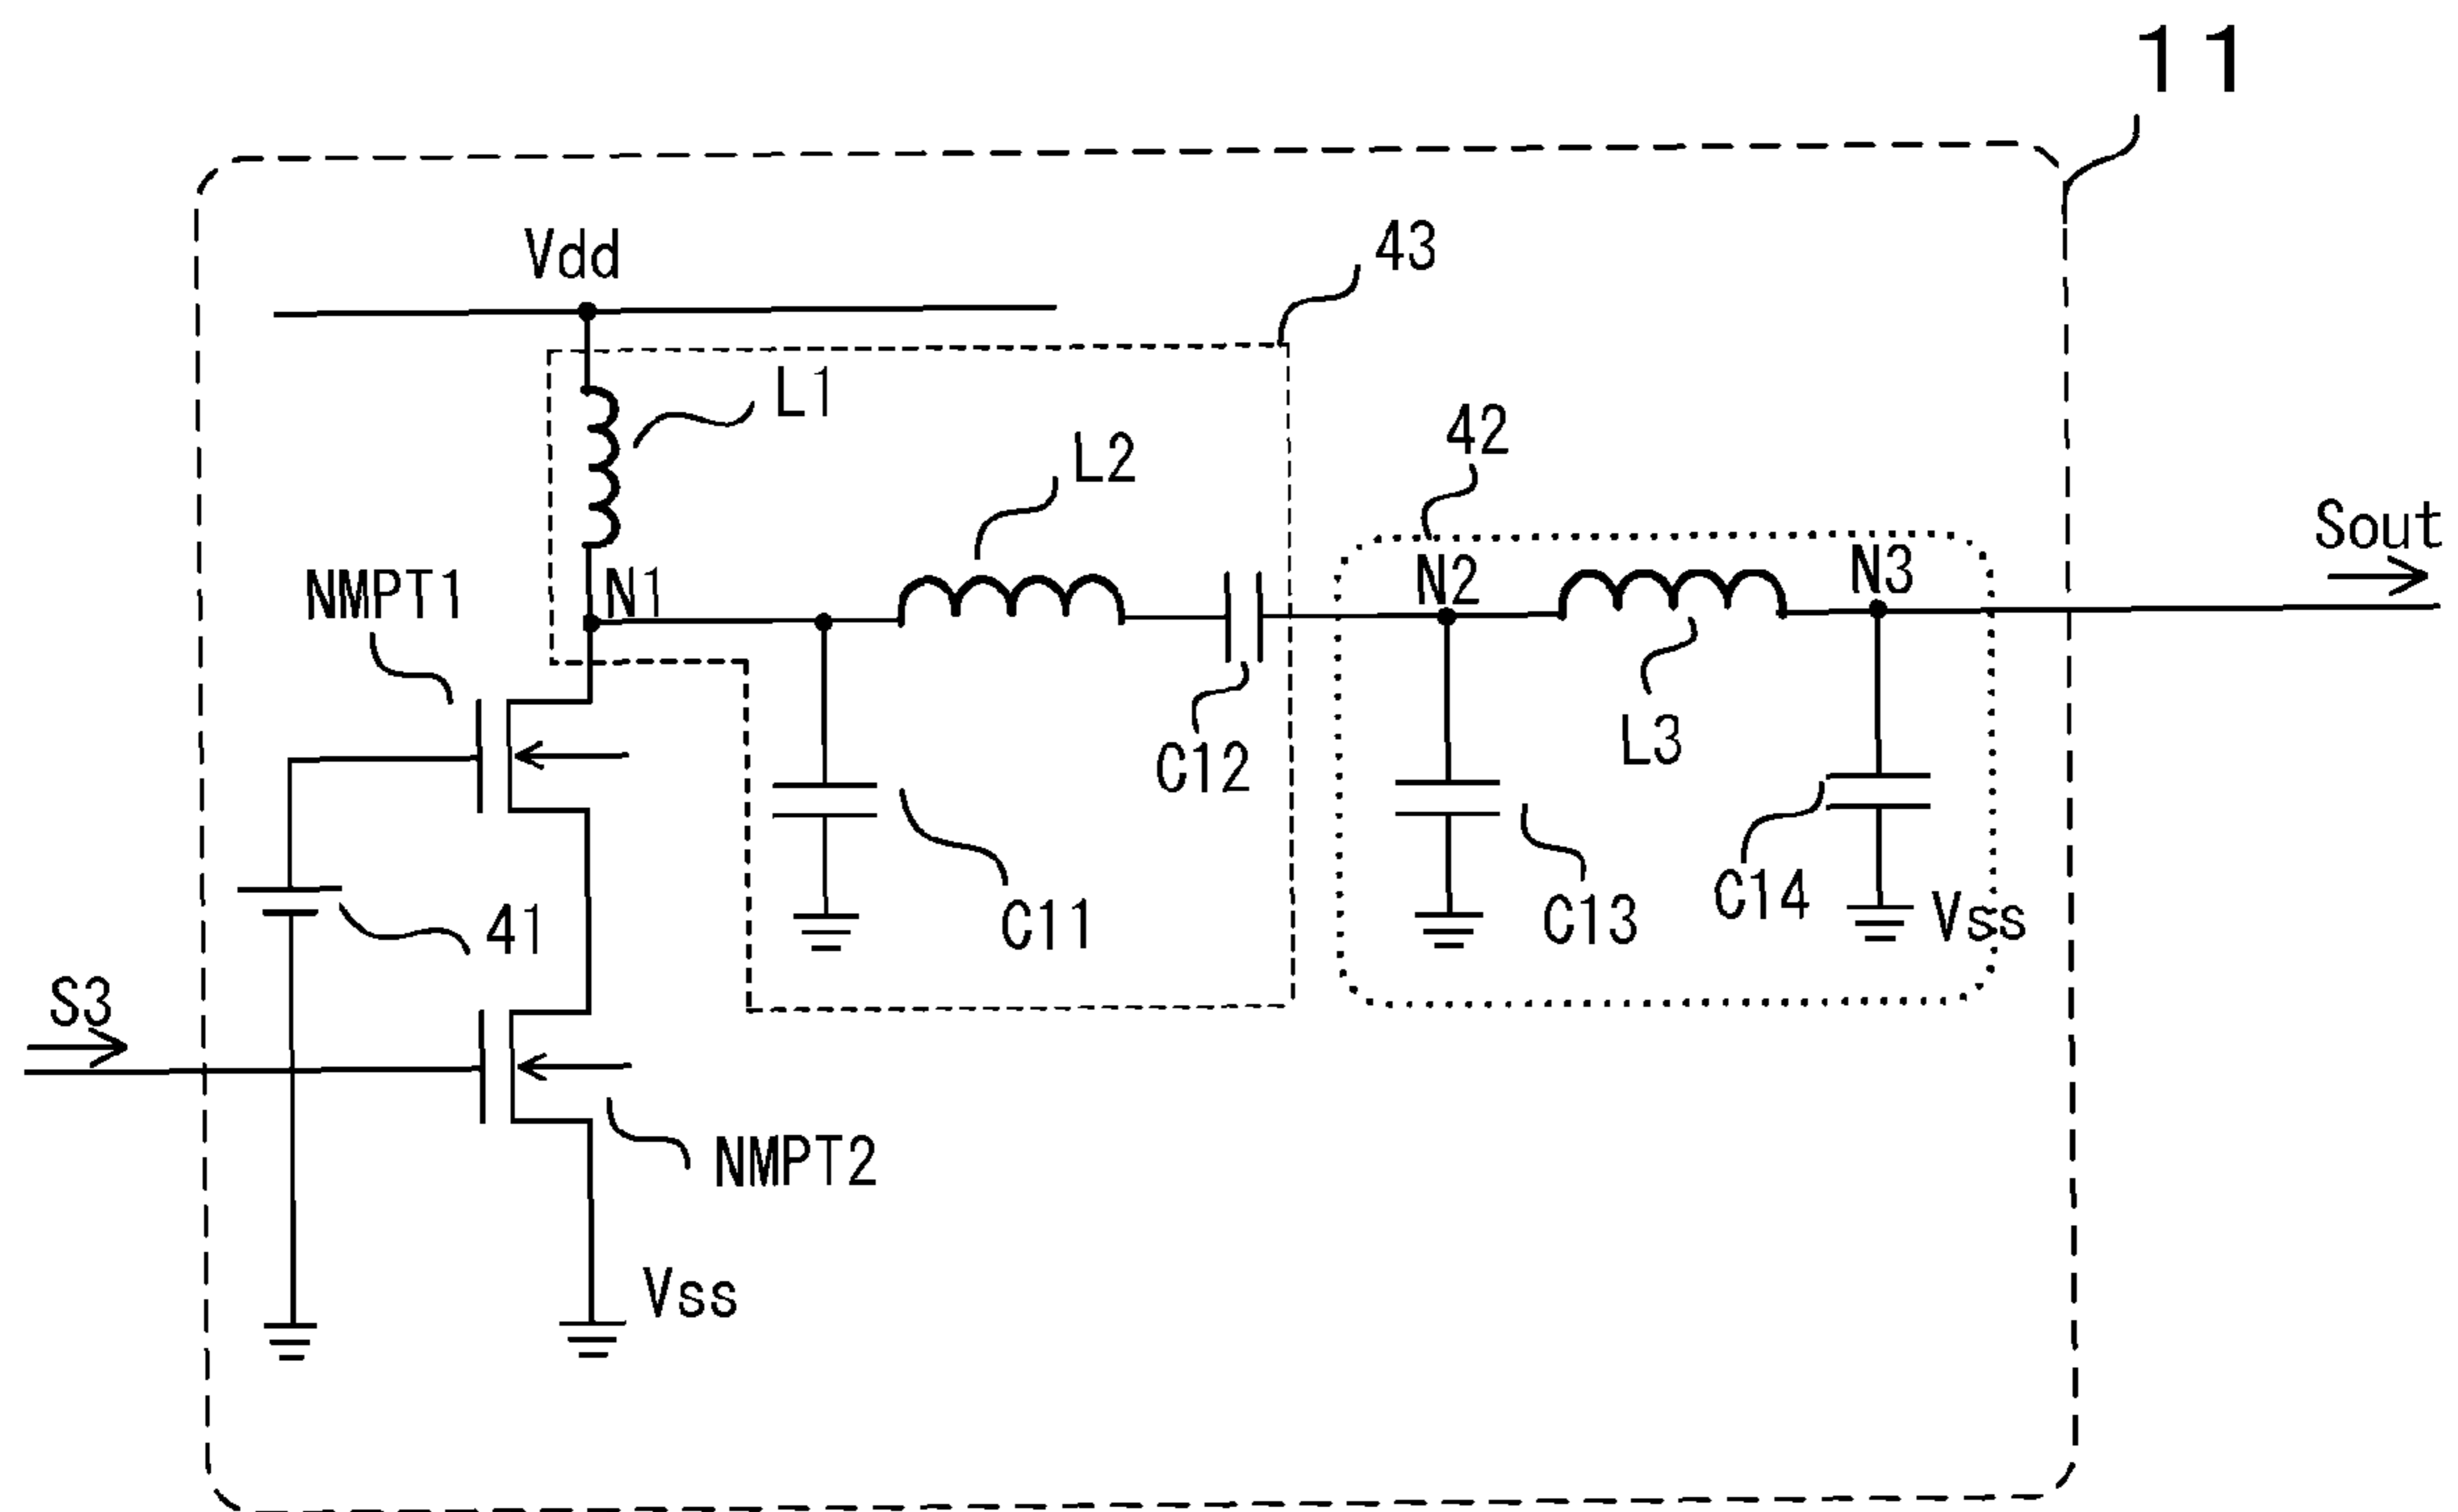 11
Vdd
43
L1
42
L2
Sout
NMPT1
N1
N2
N3
L3
C12
C11
C13
C14
Vss
41
S3
NMPT2
Vss